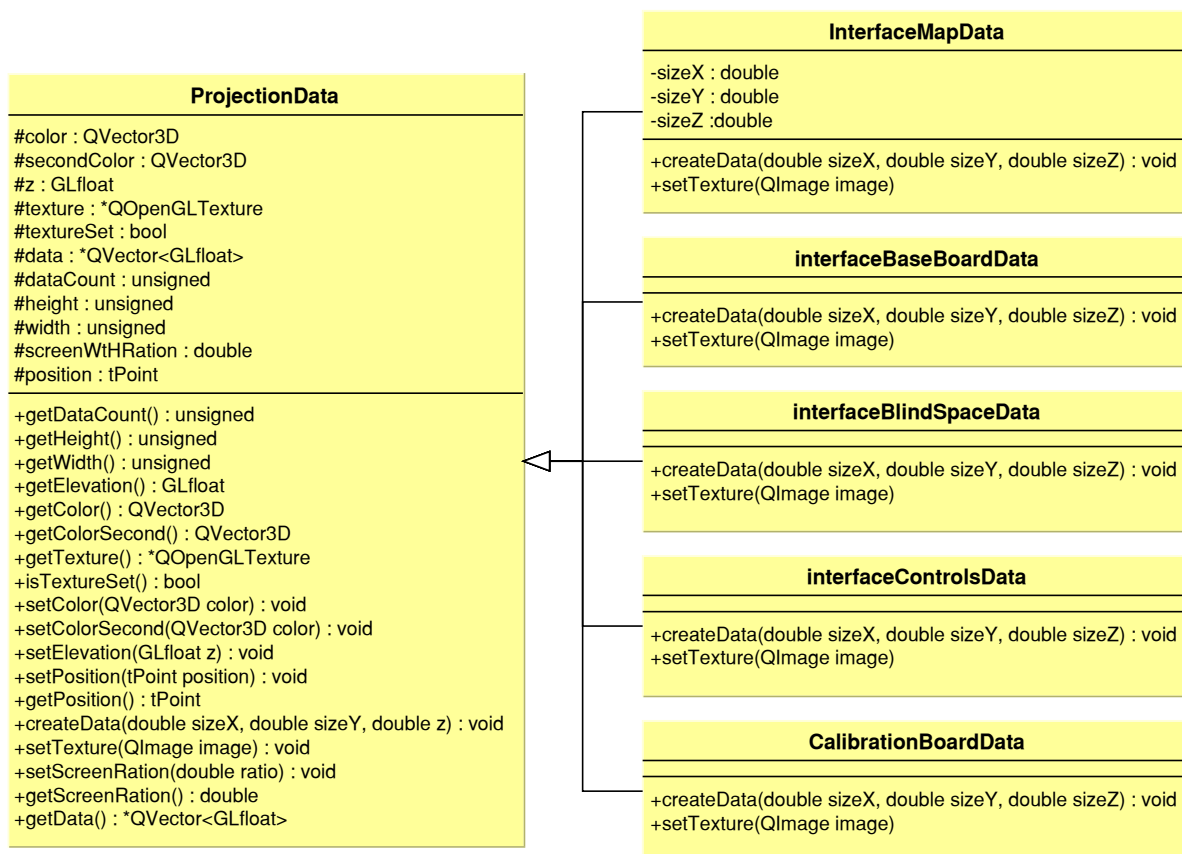 ProjectionData
#color : QVector3D
#secondColor : QVector3D
#z : GLfloat
#texture : *QOpenGLTexture
#textureSet : bool
#data : *QVector<GLfloat>
#dataCount : unsigned
#height : unsigned
#width : unsigned
#screenWtHRation : double
#position : tPoint
+getDataCount() : unsigned
+getHeight() : unsigned
+getWidth() : unsigned
+getElevation() : GLfloat
+getColor() : QVector3D
+getColorSecond() : QVector3D
+getTexture() : *QOpenGLTexture
+isTextureSet() : bool
+setColor(QVector3D color) : void
+setColorSecond(QVector3D color) : void
+setElevation(GLfloat z) : void
+setPosition(tPoint position) : void
+getPosition() : tPoint
+createData(double sizeX, double sizeY, double z) : void
+setTexture(QImage image) : void
+setScreenRation(double ratio) : void
+getScreenRation() : double
+getData() : *QVector<GLfloat>
InterfaceMapData
-sizeX : double
-sizeY : double
-sizeZ :double
+createData(double sizeX, double sizeY, double sizeZ) : void
+setTexture(QImage image)
interfaceBaseBoardData
+createData(double sizeX, double sizeY, double sizeZ) : void
+setTexture(QImage image)
interfaceBlindSpaceData
+createData(double sizeX, double sizeY, double sizeZ) : void
+setTexture(QImage image)
interfaceControlsData
+createData(double sizeX, double sizeY, double sizeZ) : void
+setTexture(QImage image)
CalibrationBoardData
+createData(double sizeX, double sizeY, double sizeZ) : void
+setTexture(QImage image)